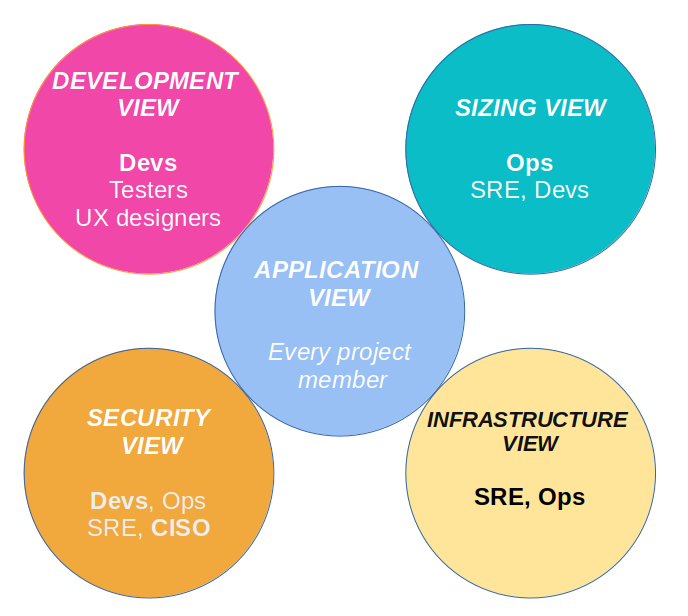 DEVELOPMENT
VIEW
Devs
Testers
UX designers
SIZING VIEW
Ops
SRE, Devs
APPLICATION
VIEW
Every project
member
SECURITY
VIEW
Devs, Ops
SRE, CISO
INFRASTRUCTURE
VIEW
SRE, Ops